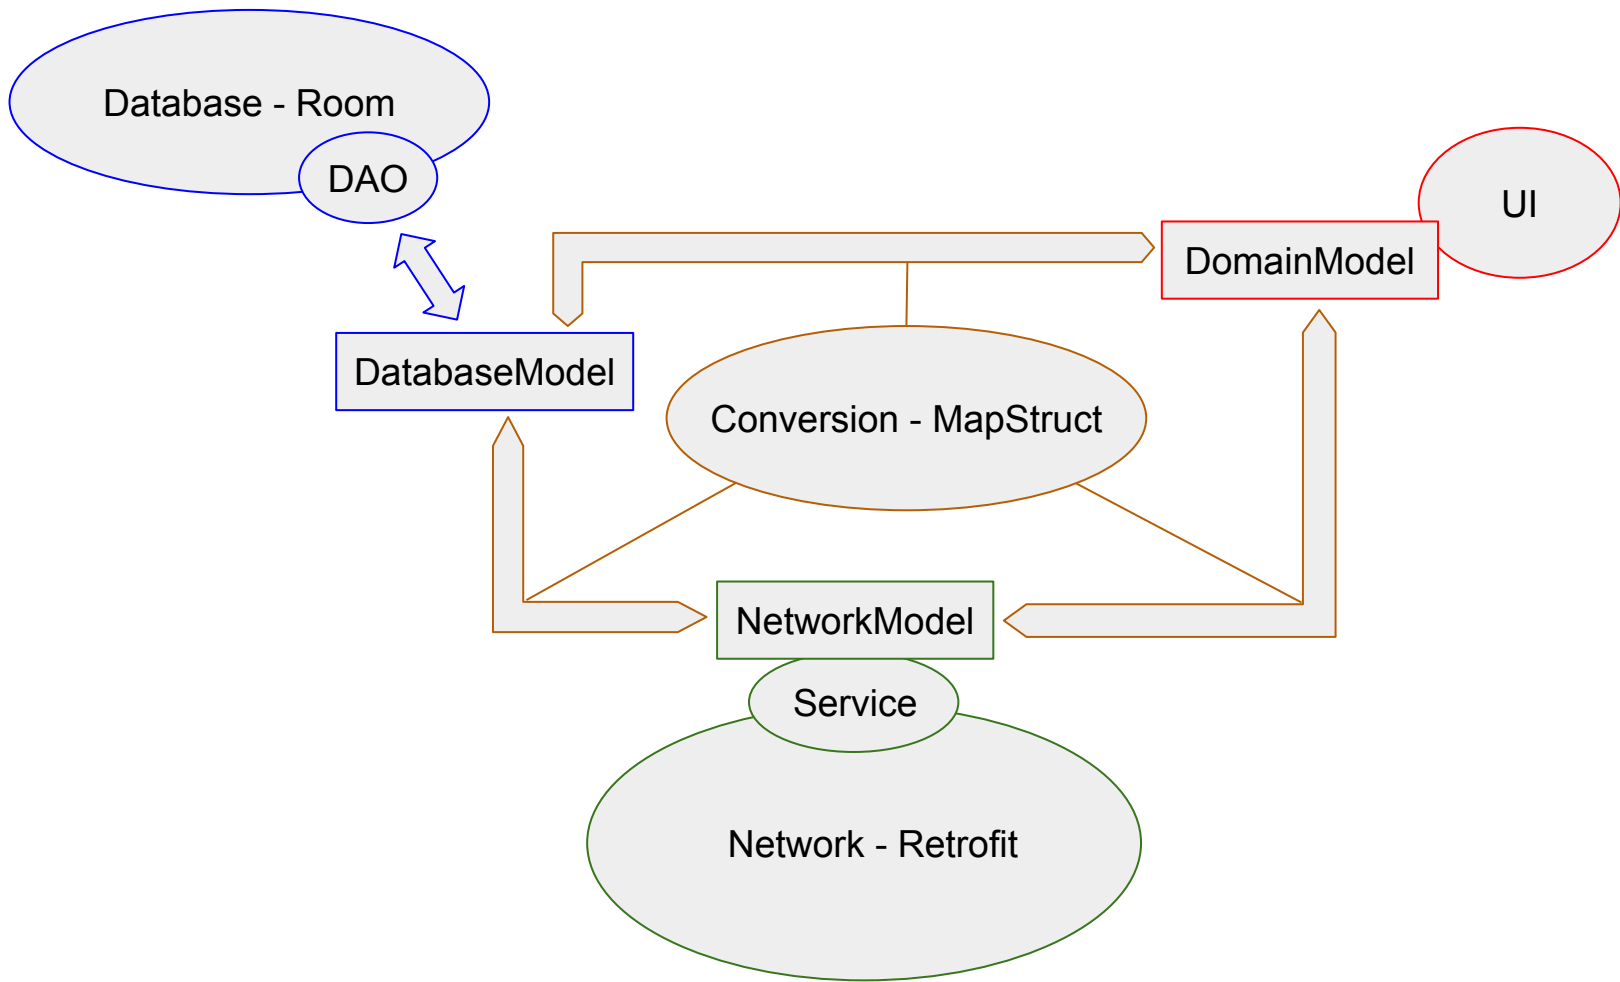 Database - Room
DAO
UI
DomainModel
DatabaseModel
Conversion - MapStruct
NetworkModel
Service
Network - Retrofit